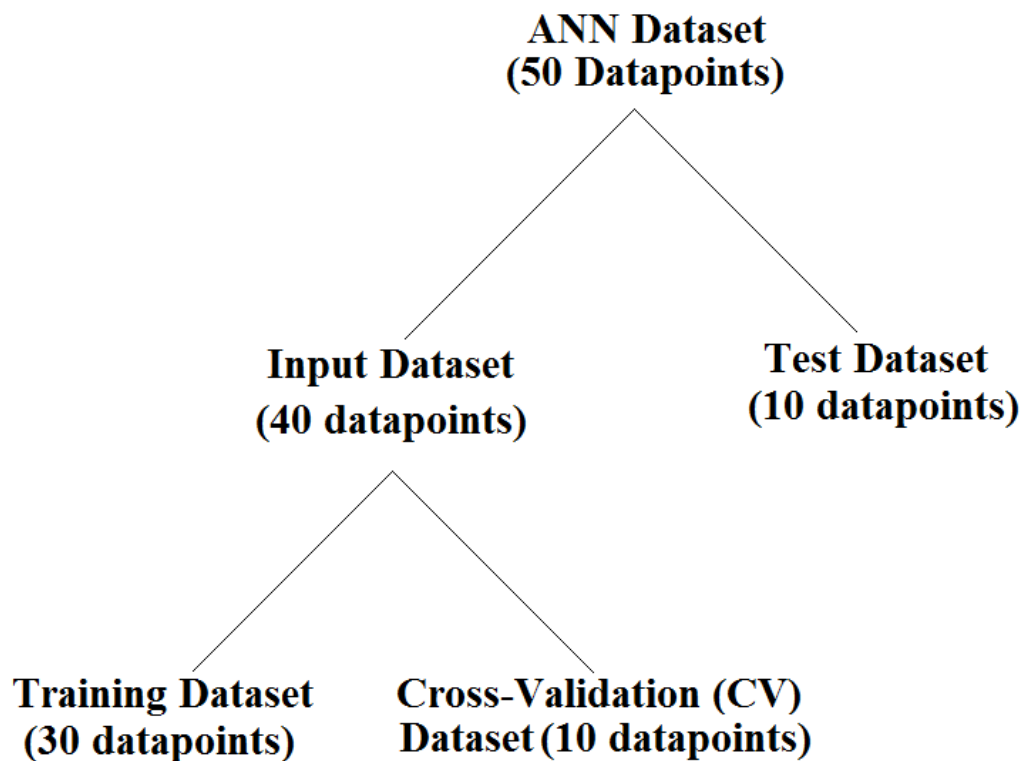 ANN Dataset
(50 Datapoints)
Input Dataset
(40 datapoints)
Test Dataset
(10 datapoints)
Training Dataset
(30 datapoints)
Cross-Validation (CV)
Dataset (10 datapoints)